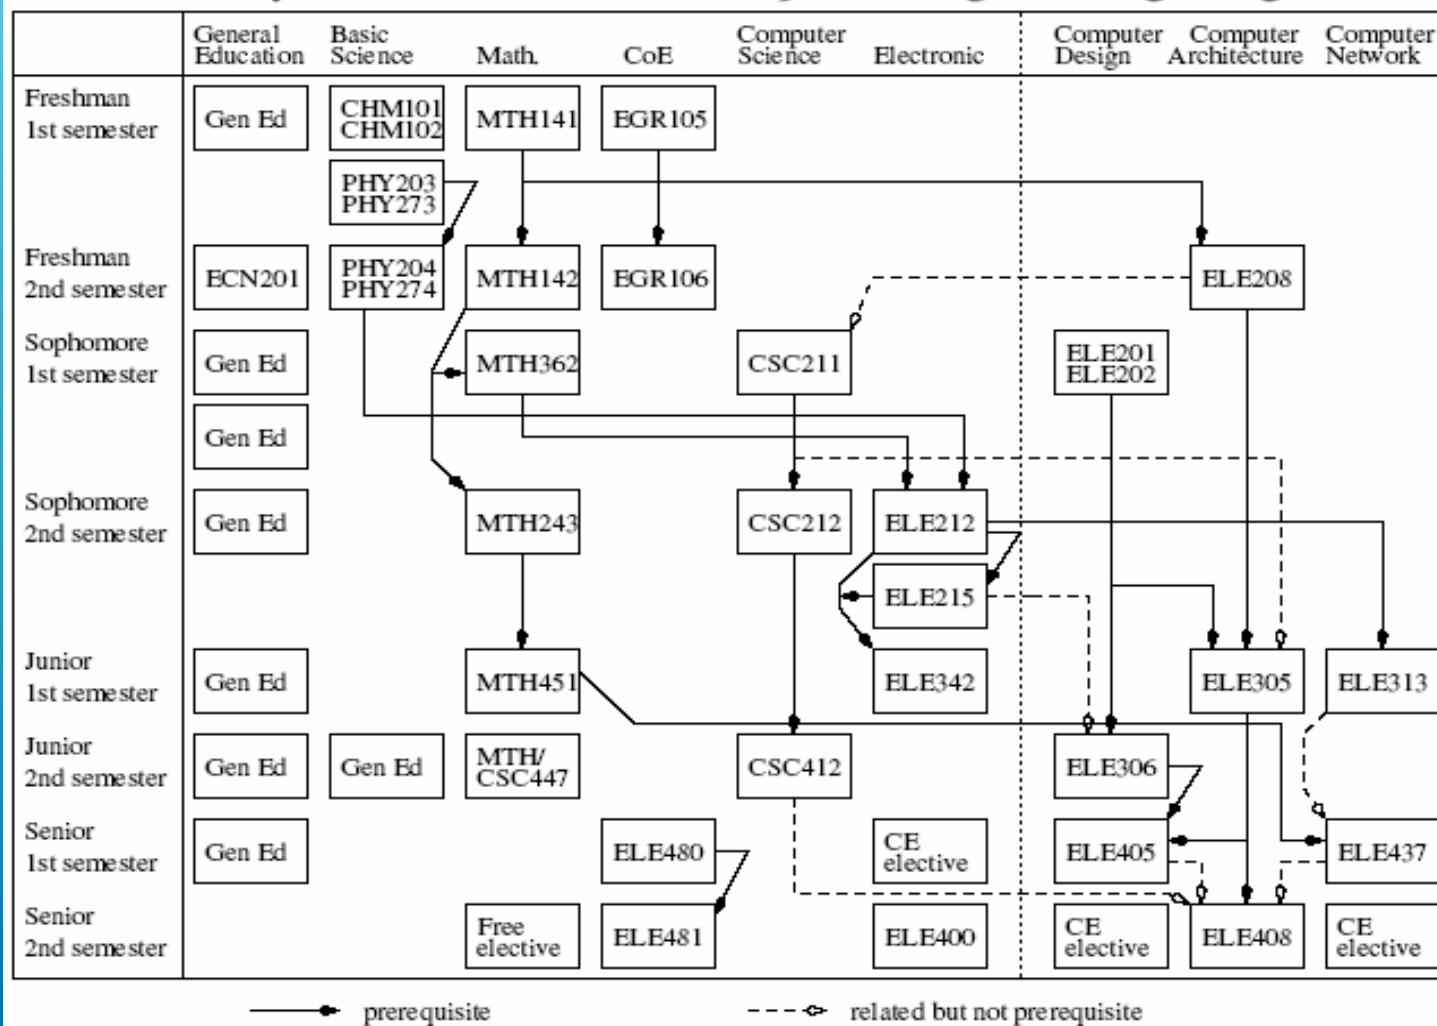 General Education
Basic Science
Math.
CoE
Computer Science
Electronic
Computer Design
Computer Architecture
Computer Network
Freshman
1st semester
Gen Ed
CHM101
CHM102
MTH141
EGR105
PHY203
PHY273
Freshman
2nd semester
ECN201
PHY204
PHY274
MTH142
EGR106
ELE208
Sophomore
1st semester
Gen Ed
MTH362
CSC211
ELE201
ELE202
Gen Ed
Sophomore
2nd semester
Gen Ed
MTH243
CSC212
ELE212
ELE215
Junior
1st semester
Gen Ed
MTH451
ELE342
ELE305
ELE313
Junior
2nd semester
Gen Ed
Gen Ed
MTH/
CSC447
CSC412
ELE306
Senior
1st semester
Gen Ed
ELE480
CE
elective
ELE405
ELE437
Senior
2nd semester
Free
elective
ELE481
ELE400
CE
elective
ELE408
CE
elective
prerequisite
related but not prerequisite